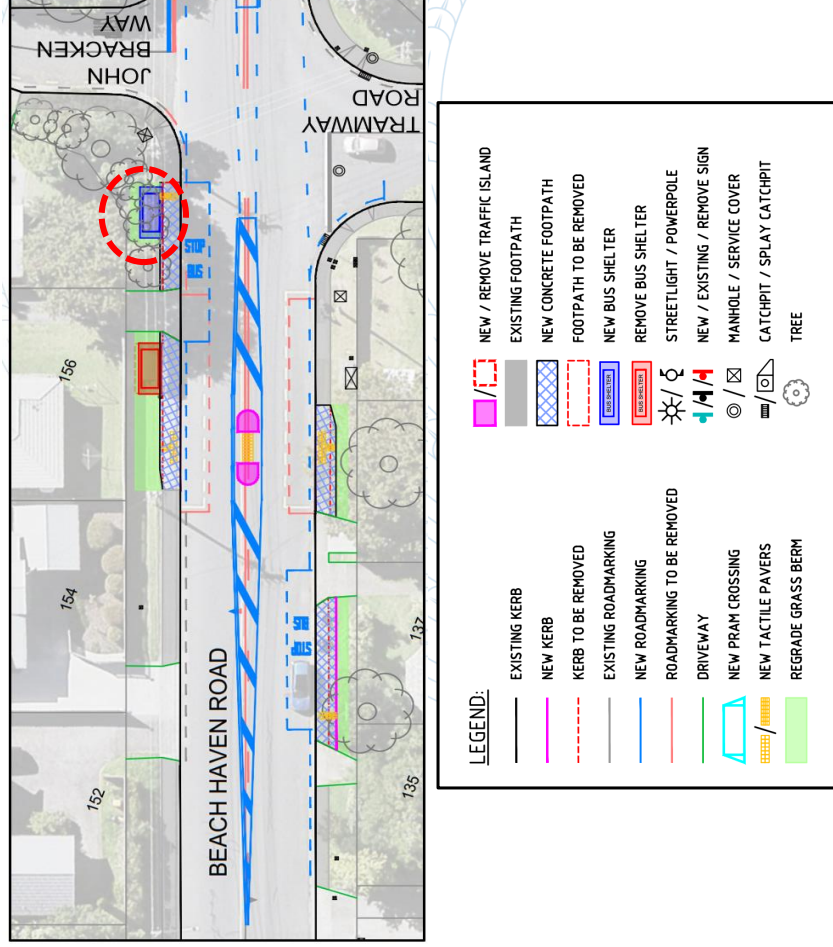 JOHN
BRACKEN
WAY
TRAMWAY
ROAD
STOP
BUS
156
154
152
BEACH HAVEN ROAD
BUS
STOP
137
135
LEGEND:
EXISTING KERB
NEW KERB
KERB TO BE REMOVED
EXISTING ROADMARKING
NEW ROADMARKING
ROADMARKING TO BE REMOVED
DRIVEWAY
NEW PRAM CROSSING
NEW TACTILE PAVERS
REGRADE GRASS BERM
NEW / REMOVE TRAFFIC ISLAND
EXISTING FOOTPATH
NEW CONCRETE FOOTPATH
FOOTPATH TO BE REMOVED
BUS SHELTER
NEW BUS SHELTER
BUS SHELTER
REMOVE BUS SHELTER
STREETLIGHT / POWERPOLE
NEW / EXISTING / REMOVE SIGN
MANHOLE / SERVICE COVER
CATCHPIT / SPLAY CATCHPIT
TREE